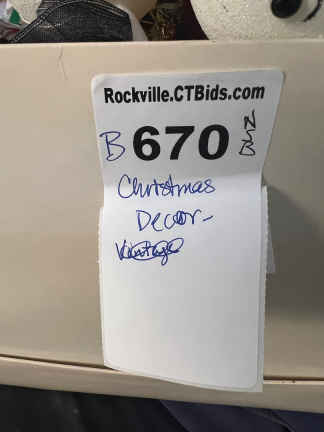 Rockville.CTBids.com
B 670
Christmas
Decor-